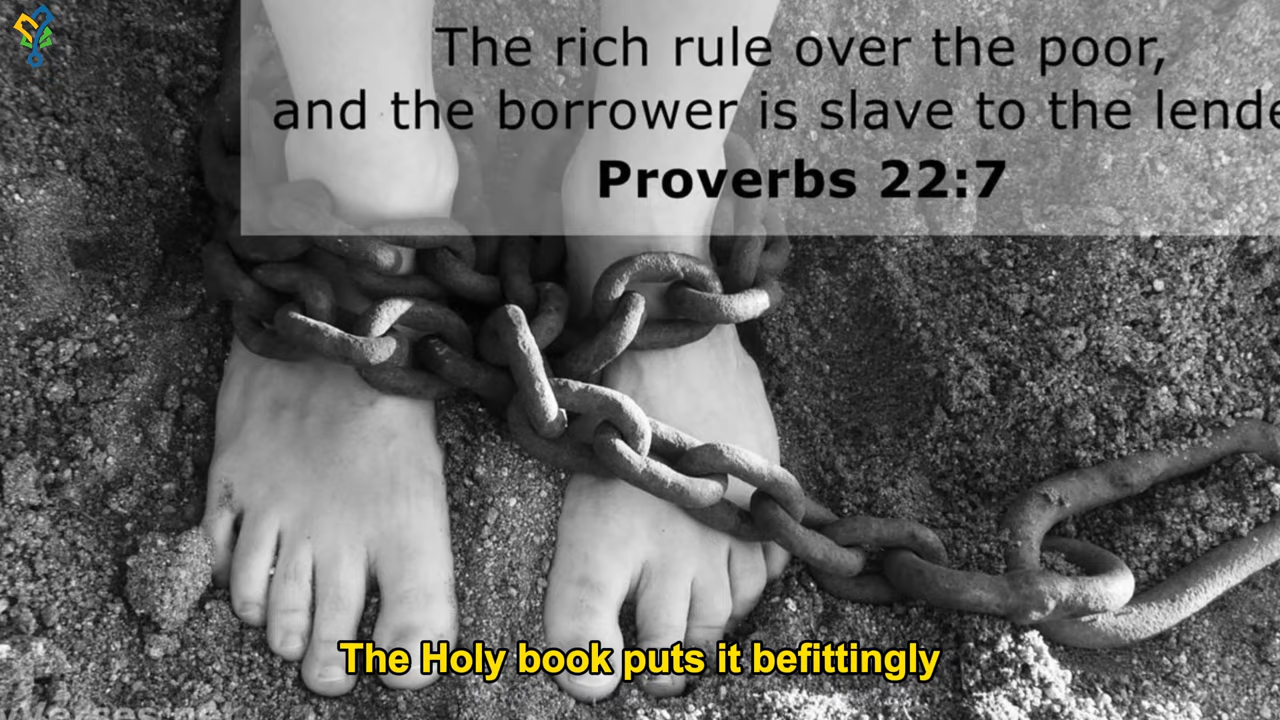 The rich rule over the poor,
and the borrower is slave to the lende
Proverbs 22:7
The Holy book puts it befittingly